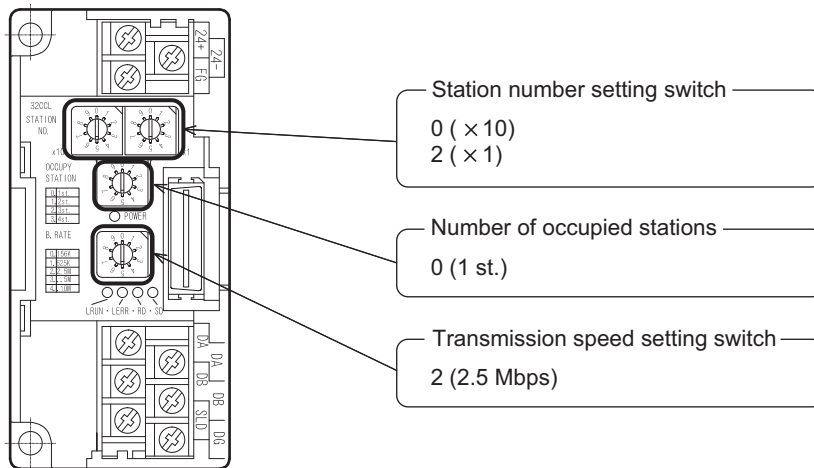 24+
24-
FG
32CCL
STATION
NO.
x10
x1
OCCUPY
STATION
0.1st.
1.2st.
2.3st.
3.4st.
POWER
B. RATE
0.156K
1.625K
2.2.5M
3...5M
4..10M
LRUN・LERR・RD・SD
DA
DA
DB
DB
SLD
DG
Station number setting switch
0 ( ×10)
2 ( ×1)
Number of occupied stations
0 (1 st.)
Transmission speed setting switch
2 (2.5 Mbps)